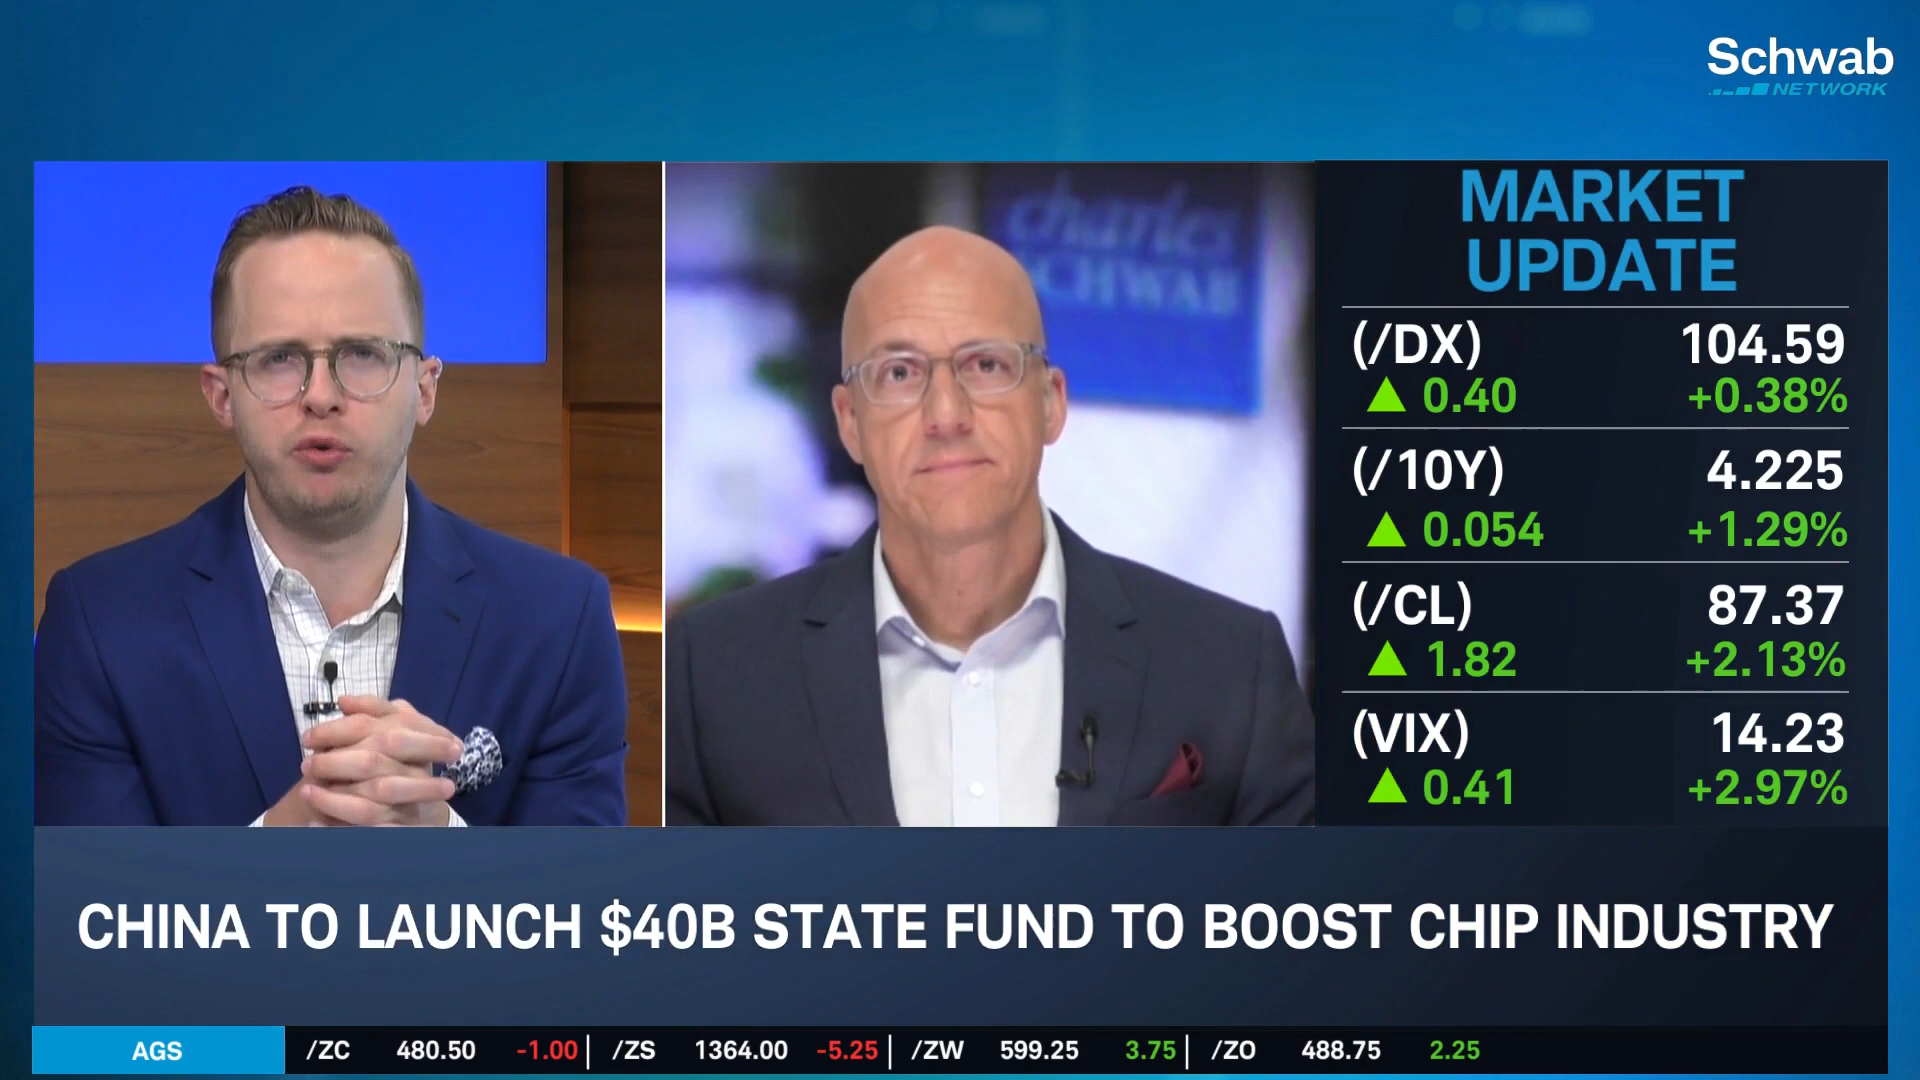 Schwab
NETWORK
charles
SCHWAB
MARKET
UPDATE
(/DX) 104.59
▲ 0.40 +0.38%
(/10Y) 4.225
▲ 0.054 +1.29%
(/CL) 87.37
▲ 1.82 +2.13%
(VIX) 14.23
▲ 0.41 +2.97%
CHINA TO LAUNCH $40B STATE FUND TO BOOST CHIP INDUSTRY
AGS /ZC 480.50 -1.00 | /ZS 1364.00 -5.25 | /ZW 599.25 3.75 | /ZO 488.75 2.25